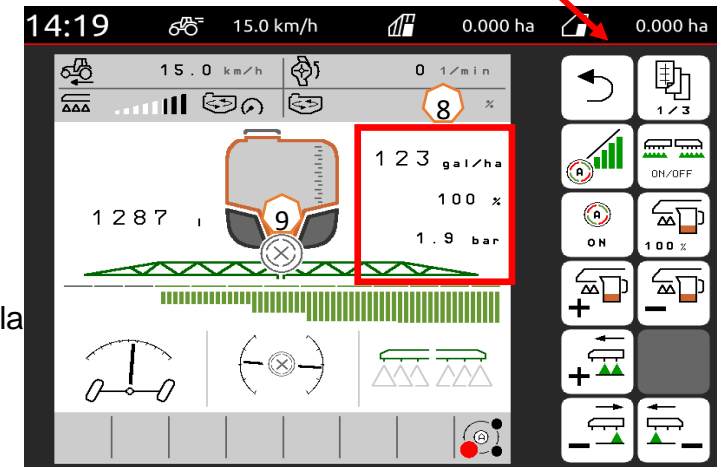 14:19 15.0 km/h 0.000 ha 0.000 ha
15.0 km/h 0 1/min
8 %
1/3
123 gal/ha
ON/OFF
100 %
1287 l
9
1.9 bar
A
A
ON
100 %
la
+
−
+
−
−
A